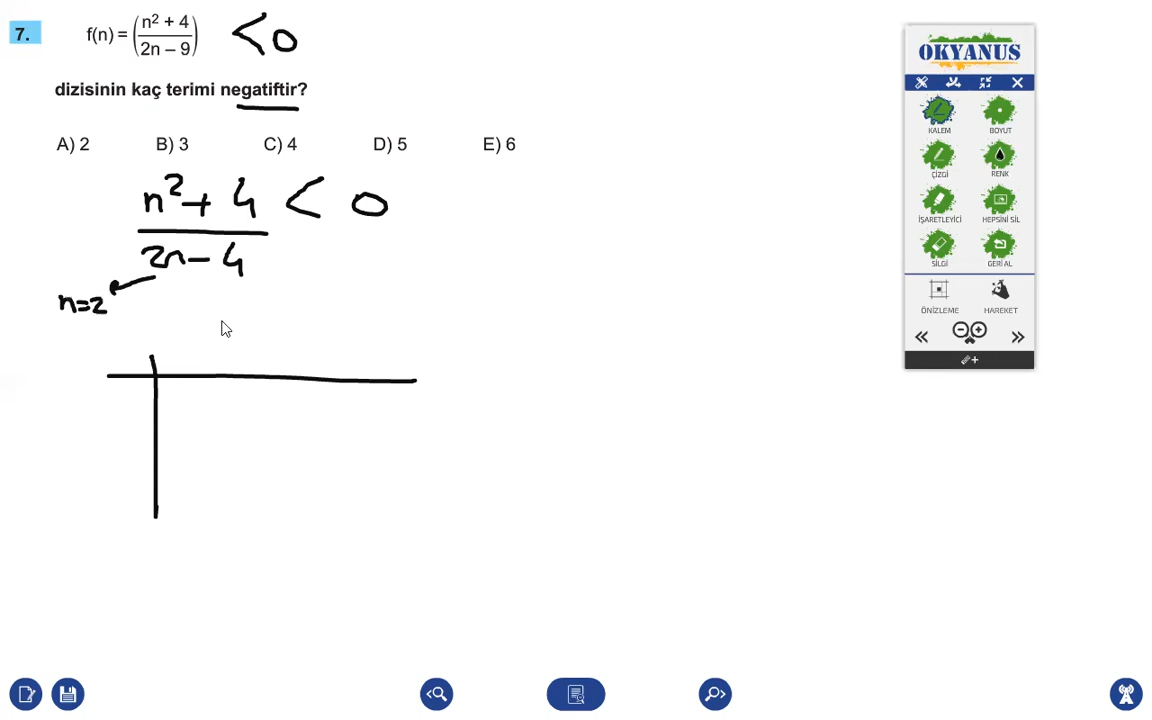 7. f(n) = (n² + 4 / 2n – 9) < 0
dizisinin kaç terimi negatiftir?
A) 2 B) 3 C) 4 D) 5 E) 6
n² + 4 / 2n – 4 < 0
n=2
OKYANUS
KALEM BOYUT
ÇİZGİ RENK
İŞARETLEYİCİ HEPSİNİ SİL
SİLGİ GERİ AL
ÖNİZLEME HAREKET